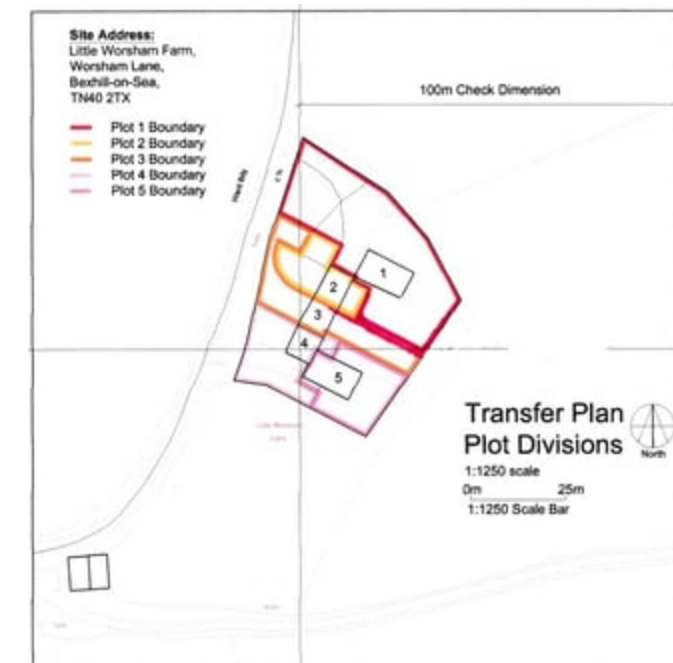 Site Address:
Little Worsham Farm,
Worsham Lane,
Bexhill-on-Sea,
TN40 2TX
Plot 1 Boundary
Plot 2 Boundary
Plot 3 Boundary
Plot 4 Boundary
Plot 5 Boundary
100m Check Dimension
Ward Bdy
1
2
3
4
5
Transfer Plan
Plot Divisions
North
1:1250 scale
0m 25m
1:1250 Scale Bar